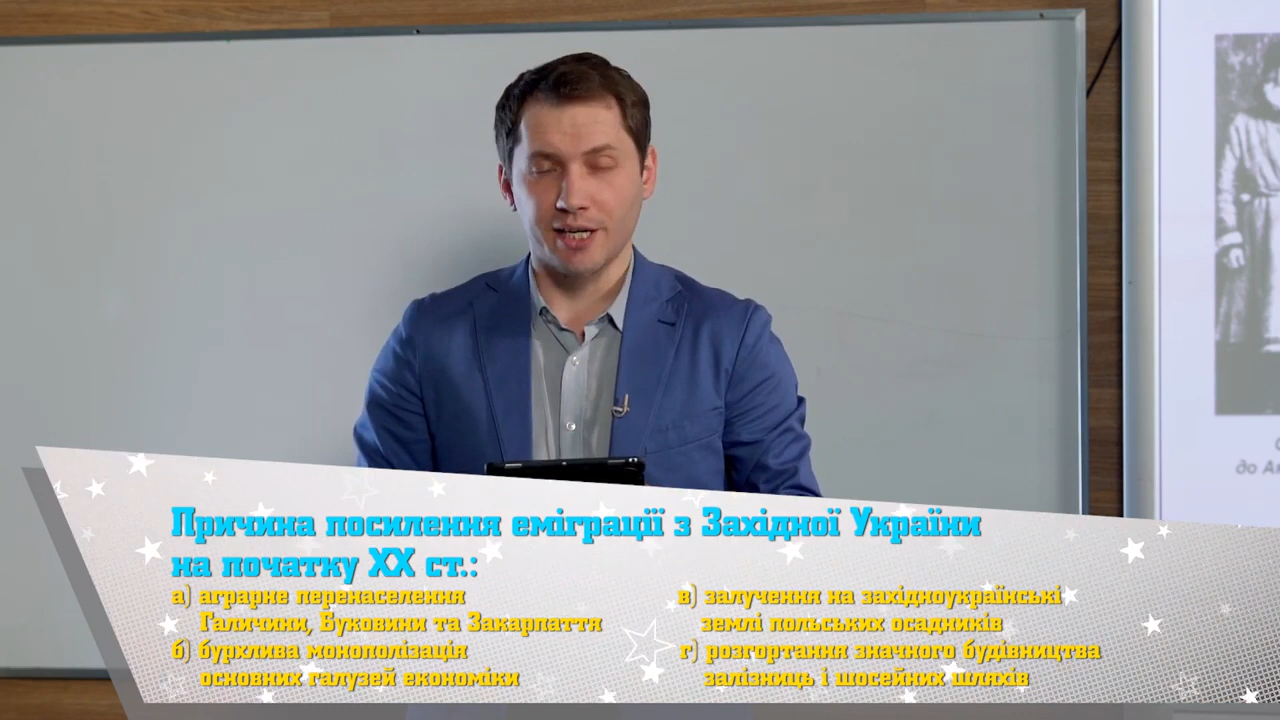 Причина посилення еміграції з Західної України
на початку ХХ ст.:
а) аграрне перенаселення
Галичини, Буковини та Закарпаття
б) бурхлива монополізація
основних галузей економіки
в) залучення на західноукраїнські
землі польських осадників
г) розгортання значного будівництва
залізниць і шосейних шляхів
до